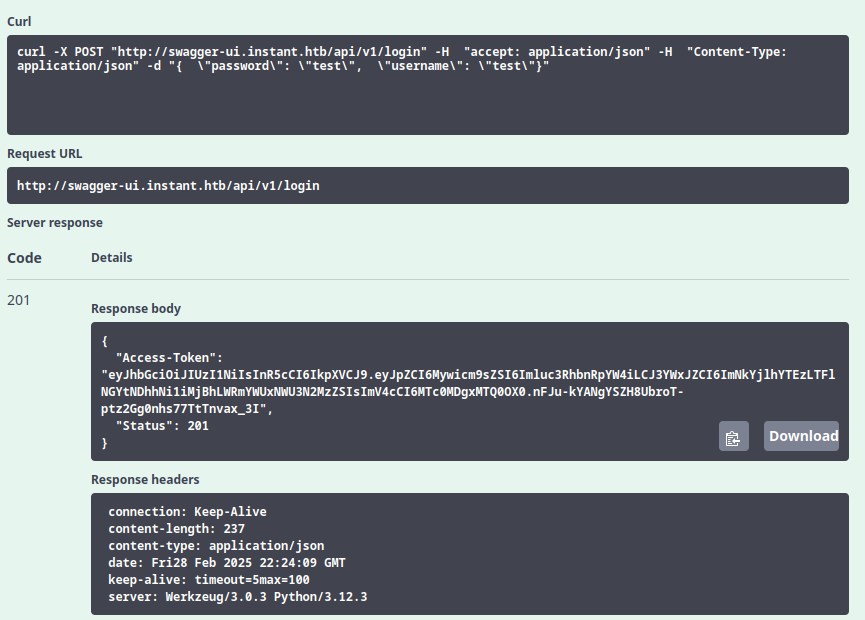 Curl
curl -X POST "http://swagger-ui.instant.htb/api/v1/login" -H  "accept: application/json" -H  "Content-Type:
application/json" -d "{  \"password\": \"test\",  \"username\": \"test\"}"
Request URL
http://swagger-ui.instant.htb/api/v1/login
Server response
Code
Details
201
Response body
{
  "Access-Token":
"eyJhbGciOiJIUzI1NiIsInR5cCI6IkpXVCJ9.eyJpZCI6Mywicm9sZSI6Imluc3RhbnRpYW4iLCJ3YWxJZCI6ImNkYjlhYTEzLTFl
NGYtNDhhNi1iMjBhLWRmYWUxNWU3N2MzZSIsImV4cCI6MTc0MDgxMTQ0OX0.nFJu-kYANgYSZH8UbroT-
ptz2Gg0nhs77TtTnvax_3I",
  "Status": 201
}
Download
Response headers
connection: Keep-Alive
content-length: 237
content-type: application/json
date: Fri28 Feb 2025 22:24:09 GMT
keep-alive: timeout=5max=100
server: Werkzeug/3.0.3 Python/3.12.3